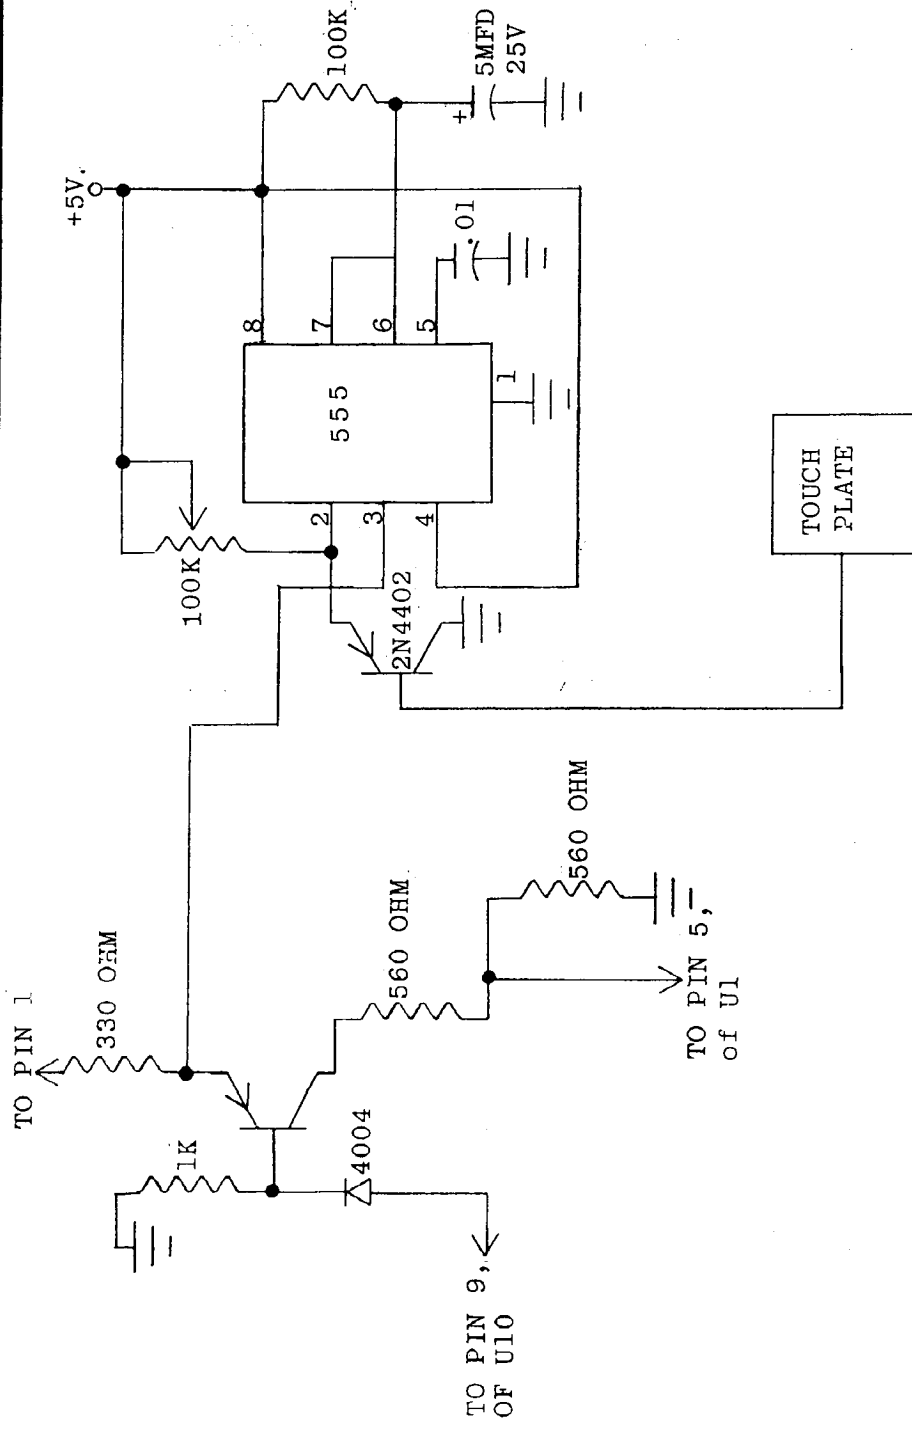 +5V.
100K
5MFD
25V
+
.01
8
7
6
5
1
555
2
3
4
100K
2N4402
TOUCH
PLATE
TO PIN 1
330 OHM
560 OHM
560 OHM
TO PIN 5,
of U1
1K
4004
TO PIN 9,
OF U10